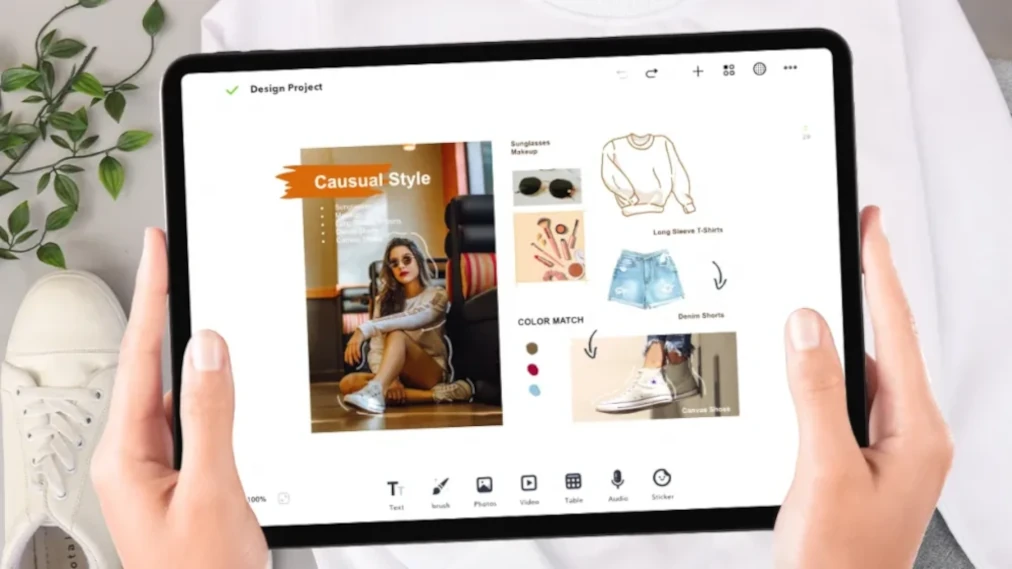 Design Project
Causual Style
Sunglasses
Makeup
Long Sleeve T-Shirts
Denim Shorts
COLOR MATCH
Canvas Shoes
100%
Text
brush
Photos
Video
Table
Audio
Sticker